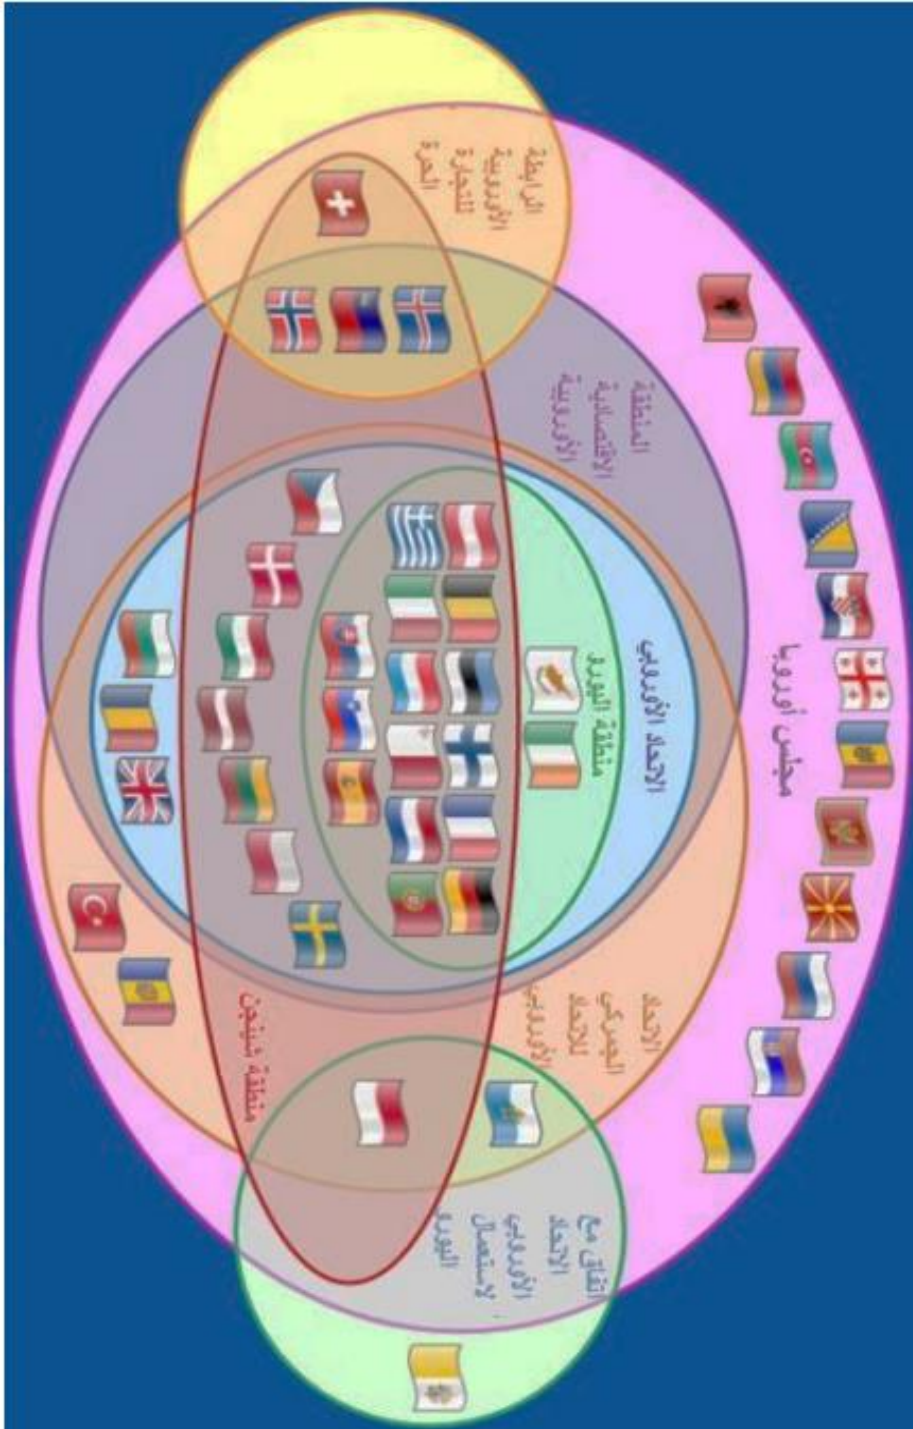 مجلس أوروبا
الاتحاد الأوروبي
منطقة اليورو
الرابطة
الأوروبية
للتجارة
الحرة
المنطقة
الاقتصادية
الأوروبية
الاتحاد
الجمركي
للاتحاد
الأوروبي
منطقة شينجن
اتفاق مع
الاتحاد
الأوروبي
لاستعمال
اليورو